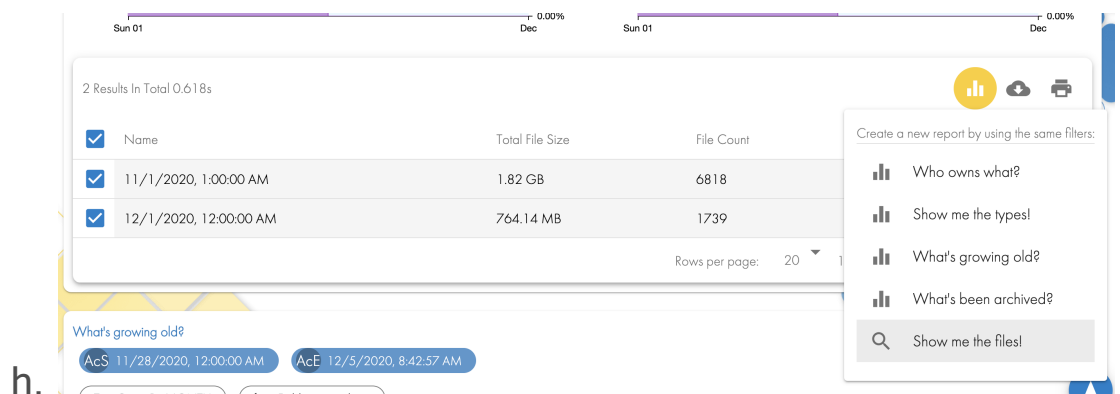 0.00%
0.00%
Sun 01
Dec
Sun 01
Dec
2 Results In Total 0.618s
Name Total File Size File Count
11/1/2020, 1:00:00 AM 1.82 GB 6818
12/1/2020, 12:00:00 AM 764.14 MB 1739
Rows per page: 20 1
Create a new report by using the same filters:
Who owns what?
Show me the types!
What's growing old?
What's been archived?
Show me the files!
What's growing old?
AcS 11/28/2020, 12:00:00 AM AcE 12/5/2020, 8:42:57 AM
h.